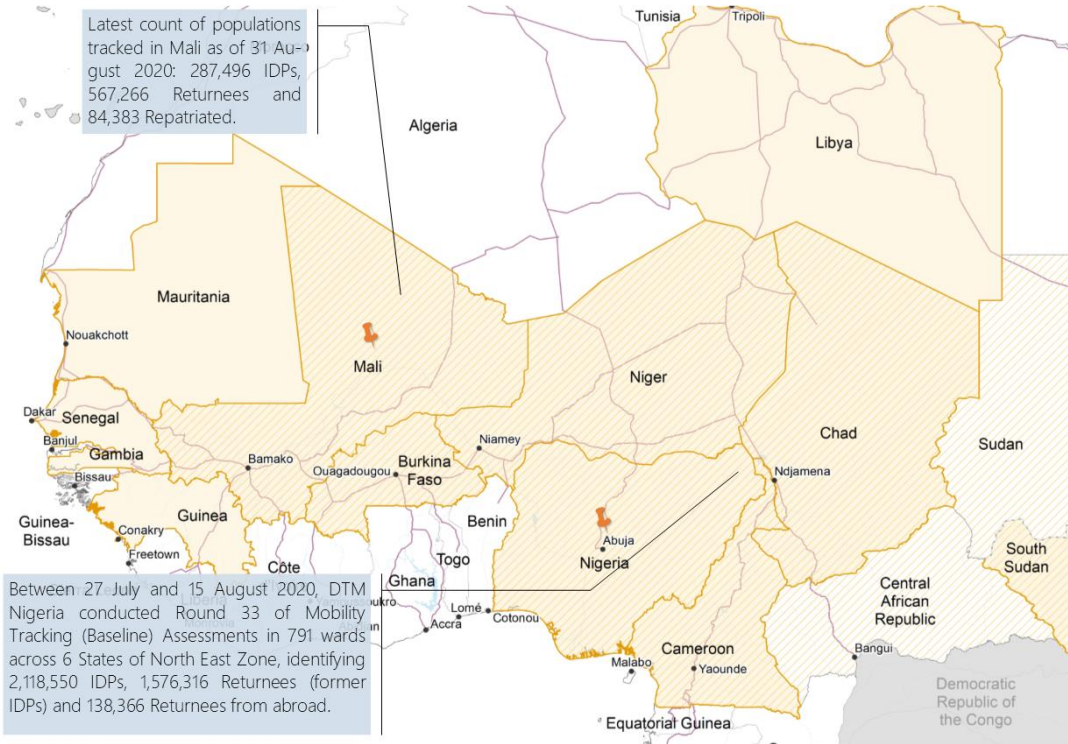 Latest count of populations
tracked in Mali as of 31 Au-
gust 2020: 287,496 IDPs,
567,266 Returnees and
84,383 Repatriated.
Tunisia
Tripoli
Algeria
Libya
Mauritania
Nouakchott
Mali
Niger
Chad
Sudan
Dakar
Senegal
Banjul
Gambia
Bamako
Ouagadougou
Burkina
Faso
Niamey
Ndjamena
Bissau
Guinea-
Bissau
Guinea
Conakry
Freetown
Benin
Togo
Ghana
Côte
Abuja
Nigeria
South
Sudan
Central
African
Republic
Lomé
Cotonou
Accra
Malabo
Cameroon
Yaounde
Bangui
Equatorial Guinea
Democratic
Republic of
the Congo
Between 27 July and 15 August 2020, DTM
Nigeria conducted Round 33 of Mobility
Tracking (Baseline) Assessments in 791 wards
across 6 States of North East Zone, identifying
2,118,550 IDPs, 1,576,316 Returnees (former
IDPs) and 138,366 Returnees from abroad.